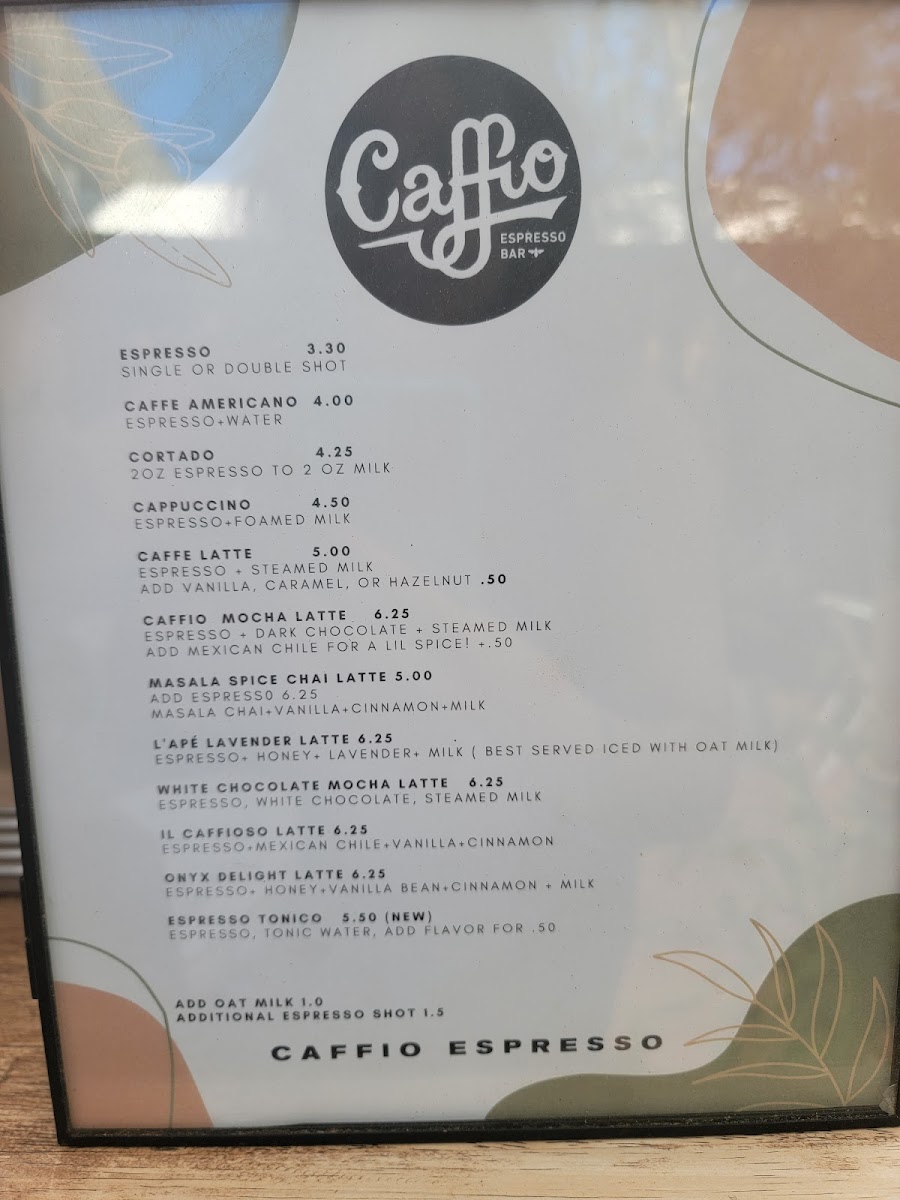 Caffio
ESPRESSO
BAR
ESPRESSO 3.30
SINGLE OR DOUBLE SHOT
CAFFE AMERICANO 4.00
ESPRESSO+WATER
CORTADO 4.25
2OZ ESPRESSO TO 2 OZ MILK
CAPPUCCINO 4.50
ESPRESSO+FOAMED MILK
CAFFE LATTE 5.00
ESPRESSO + STEAMED MILK
ADD VANILLA, CARAMEL, OR HAZELNUT .50
CAFFIO MOCHA LATTE 6.25
ESPRESSO + DARK CHOCOLATE + STEAMED MILK
ADD MEXICAN CHILE FOR A LIL SPICE! +.50
MASALA SPICE CHAI LATTE 5.00
ADD ESPRESS0 6.25
MASALA CHAI+VANILLA+CINNAMON+MILK
L'APÉ LAVENDER LATTE 6.25
ESPRESSO+ HONEY+ LAVENDER+ MILK ( BEST SERVED ICED WITH OAT MILK)
WHITE CHOCOLATE MOCHA LATTE 6.25
ESPRESSO, WHITE CHOCOLATE, STEAMED MILK
IL CAFFIOSO LATTE 6.25
ESPRESSO+MEXICAN CHILE+VANILLA+CINNAMON
ONYX DELIGHT LATTE 6.25
ESPRESSO+ HONEY+VANILLA BEAN+CINNAMON + MILK
ESPRESSO TONICO 5.50 (NEW)
ESPRESSO, TONIC WATER, ADD FLAVOR FOR .50
ADD OAT MILK 1.0
ADDITIONAL ESPRESSO SHOT 1.5
CAFFIO ESPRESSO